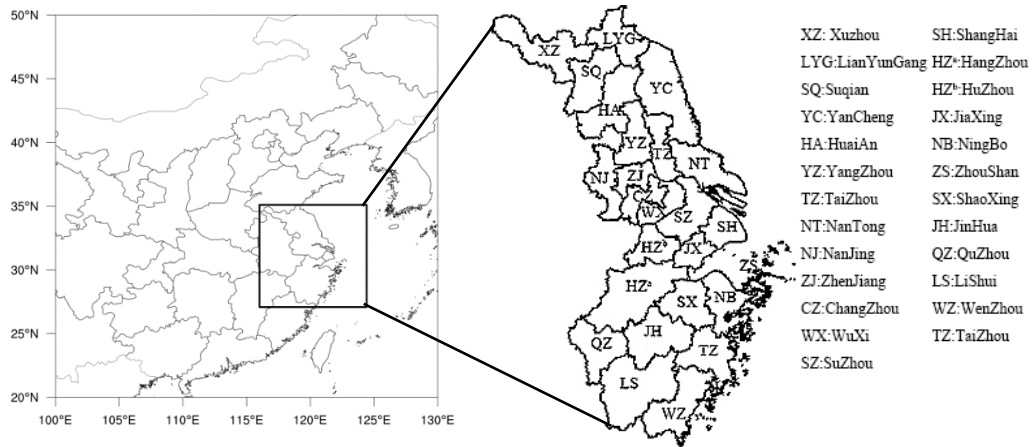 50°N
45°N
40°N
35°N
30°N
25°N
20°N
100°E 105°E 110°E 115°E 120°E 125°E 130°E
XZ
LYG
SQ
YC
HA
YZ
TZ
NT
NJ
ZJ
CZ
WX
SZ
SH
HZᵇ
JX
ZS
HZᵃ
SX
NB
QZ
JH
TZ
LS
WZ
XZ: Xuzhou
LYG:LianYunGang
SQ:Suqian
YC:YanCheng
HA:HuaiAn
YZ:YangZhou
TZ:TaiZhou
NT:NanTong
NJ:NanJing
ZJ:ZhenJiang
CZ:ChangZhou
WX:WuXi
SZ:SuZhou
SH:ShangHai
HZᵃ:HangZhou
HZᵇ:HuZhou
JX:JiaXing
NB:NingBo
ZS:ZhouShan
SX:ShaoXing
JH:JinHua
QZ:QuZhou
LS:LiShui
WZ:WenZhou
TZ:TaiZhou